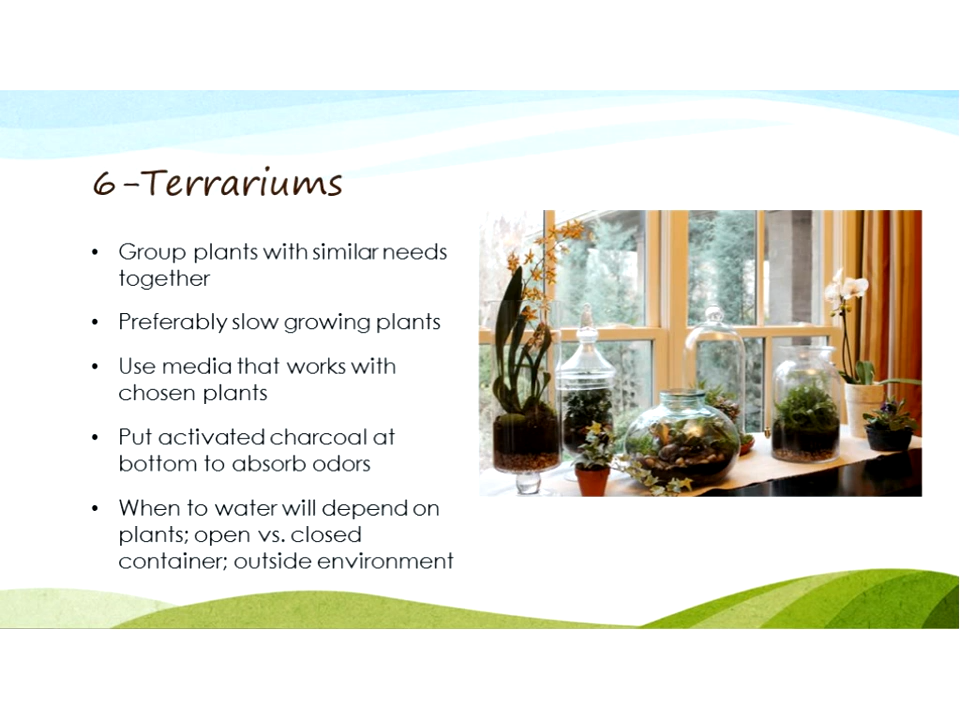 6-Terrariums
• Group plants with similar needs
together
• Preferably slow growing plants
• Use media that works with
chosen plants
• Put activated charcoal at
bottom to absorb odors
• When to water will depend on
plants; open vs. closed
container; outside environment